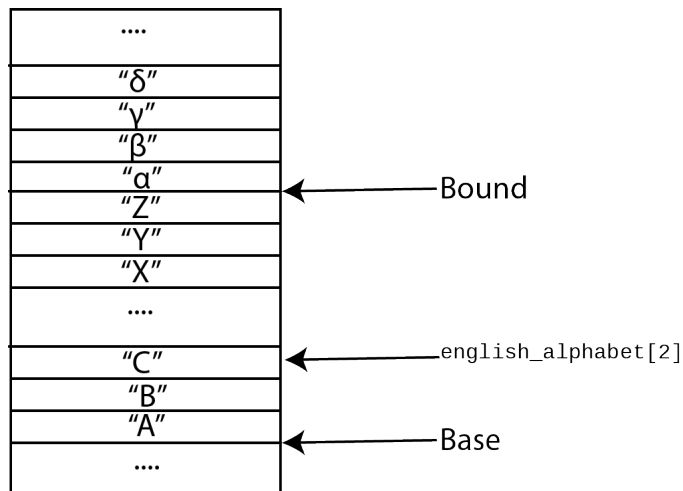 ....
“δ”
“γ”
“β”
“α”
Bound
“Z”
“Y”
“X”
....
english_alphabet[2]
“C”
“B”
“A”
Base
....